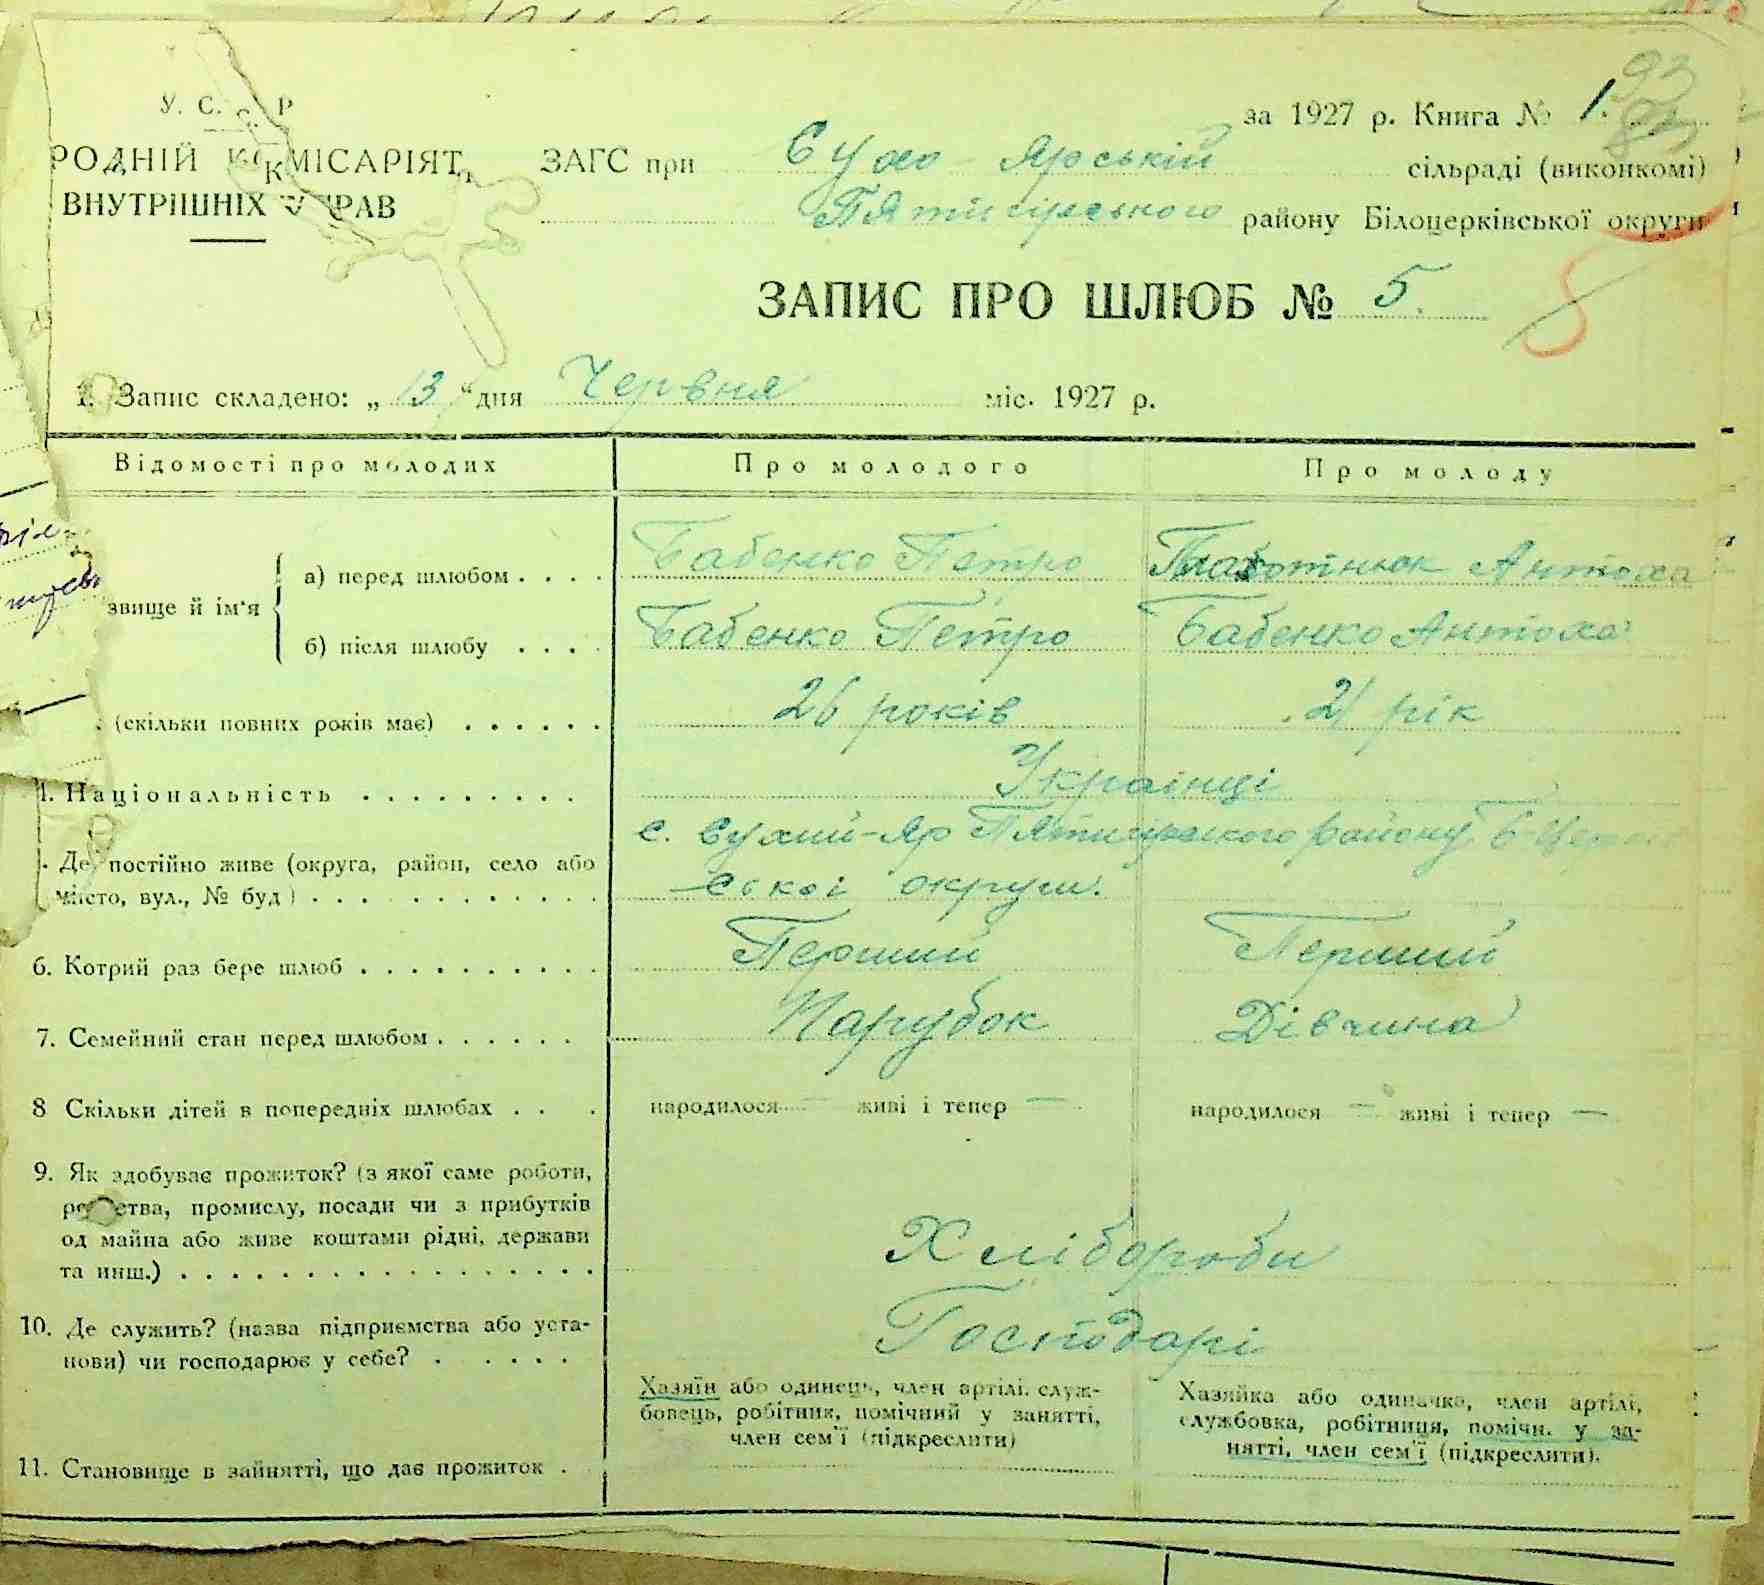 У. С. С. Р
за 1927 р. Книга № 1.
РОДНІЙ КОМІСАРІЯТ
ЗАГС при Сухо Ярській сільраді (виконкомі)
ВНУТРІШНІХ СПРАВ
Пятигірського району Білоцерківської округи
ЗАПИС ПРО ШЛЮБ № 5.
8
1. Запис складено: „ 13 “ дня Червня міс. 1927 р.
Відомості про молодих
Про молодого
Про молоду
звище й ім'я
а) перед шлюбом . . . .
Бабенко Петро
Антоха
б) після шлюбу . . . .
Бабенко Петро
Бабенко Антоха
(скільки повних років має) . . . . . .
26 років
21 рік
Національність . . . . . . . . .
Українці
Де постійно живе (округа, район, село або
місто, вул., № буд) . . . . . . . . . . . .
с. Сухий-Яр Пятигірського району Б-Церк
ської округи.
6. Котрий раз бере шлюб . . . . . . . . . .
Перший
Перший
7. Семейний стан перед шлюбом . . . . . .
Парубок
Дівчина
8 Скільки дітей в попередніх шлюбах . . .
народилося — живі і тепер —
народилося — живі і тепер —
9. Як здобуває прожиток? (з якої саме роботи,
ре ства, промислу, посади чи з прибутків
од майна або живе коштами рідні, держави
та инш.) . . . . . . . . . . . . . . . . .
Хлібороби
10. Де служить? (назва підприємства або уста-
нови) чи господарює у себе? . . . . . .
Господарі
11. Становище в зайнятті, що дає прожиток .
Хазяїн або одинець, член артілі, служ-
бовець, робітник, помічний у занятті,
член сем'ї (підкреслити)
Хазяйка або одиначка, член артілі,
службовка, робітниця, помічн. у за-
нятті, член сем'ї (підкреслити).